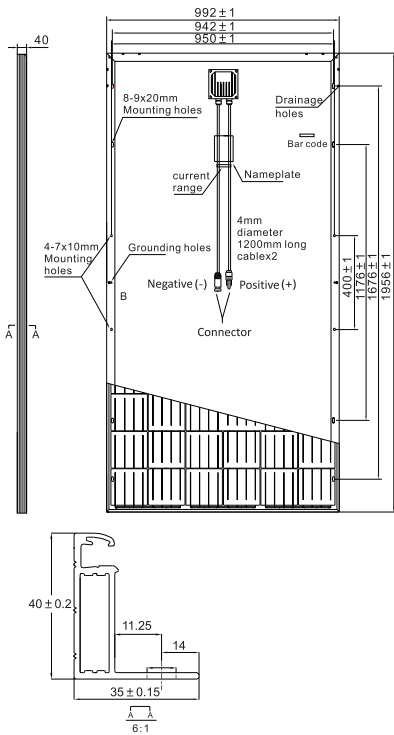 992±1
942±1
950±1
40
8-9x20mm
Mounting holes
Drainage
holes
Bar code
current
range
Nameplate
4mm
diameter
1200mm long
cablex2
4-7x10mm
Mounting
holes
Grounding holes
B
Negative (-)
Positive (+)
Connector
400±1
1176±1
1676±1
1956±1
A
A
40±0.2
11.25
14
35±0.15
A A
6:1